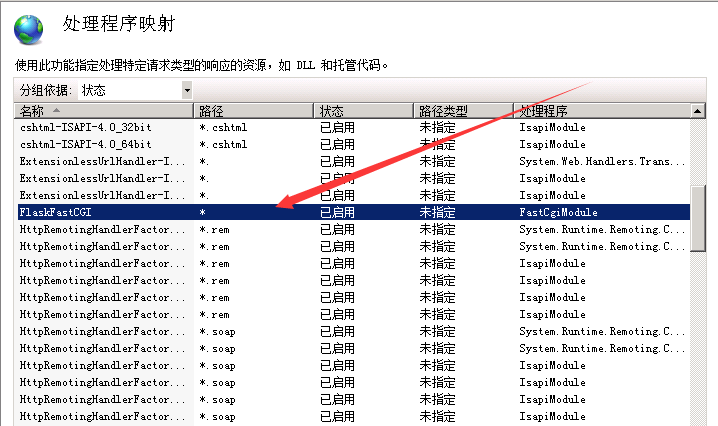 处理程序映射
使用此功能指定处理特定请求类型的响应的资源，如 DLL 和托管代码。
分组依据: 状态
名称 路径 状态 路径类型 处理程序
cshtml-ISAPI-4.0_32bit *.cshtml 已启用 未指定 IsapiModule
cshtml-ISAPI-4.0_64bit *.cshtml 已启用 未指定 IsapiModule
ExtensionlessUrlHandler-I... *. 已启用 未指定 System.Web.Handlers.Trans...
ExtensionlessUrlHandler-I... *. 已启用 未指定 IsapiModule
ExtensionlessUrlHandler-I... *. 已启用 未指定 IsapiModule
FlaskFastCGI * 已启用 未指定 FastCgiModule
HttpRemotingHandlerFactor... *.rem 已启用 未指定 System.Runtime.Remoting.C...
HttpRemotingHandlerFactor... *.rem 已启用 未指定 System.Runtime.Remoting.C...
HttpRemotingHandlerFactor... *.rem 已启用 未指定 IsapiModule
HttpRemotingHandlerFactor... *.rem 已启用 未指定 IsapiModule
HttpRemotingHandlerFactor... *.rem 已启用 未指定 IsapiModule
HttpRemotingHandlerFactor... *.rem 已启用 未指定 IsapiModule
HttpRemotingHandlerFactor... *.soap 已启用 未指定 System.Runtime.Remoting.C...
HttpRemotingHandlerFactor... *.soap 已启用 未指定 System.Runtime.Remoting.C...
HttpRemotingHandlerFactor... *.soap 已启用 未指定 IsapiModule
HttpRemotingHandlerFactor... *.soap 已启用 未指定 IsapiModule
HttpRemotingHandlerFactor... *.soap 已启用 未指定 IsapiModule
HttpRemotingHandlerFactor... *.soap 已启用 未指定 IsapiModule